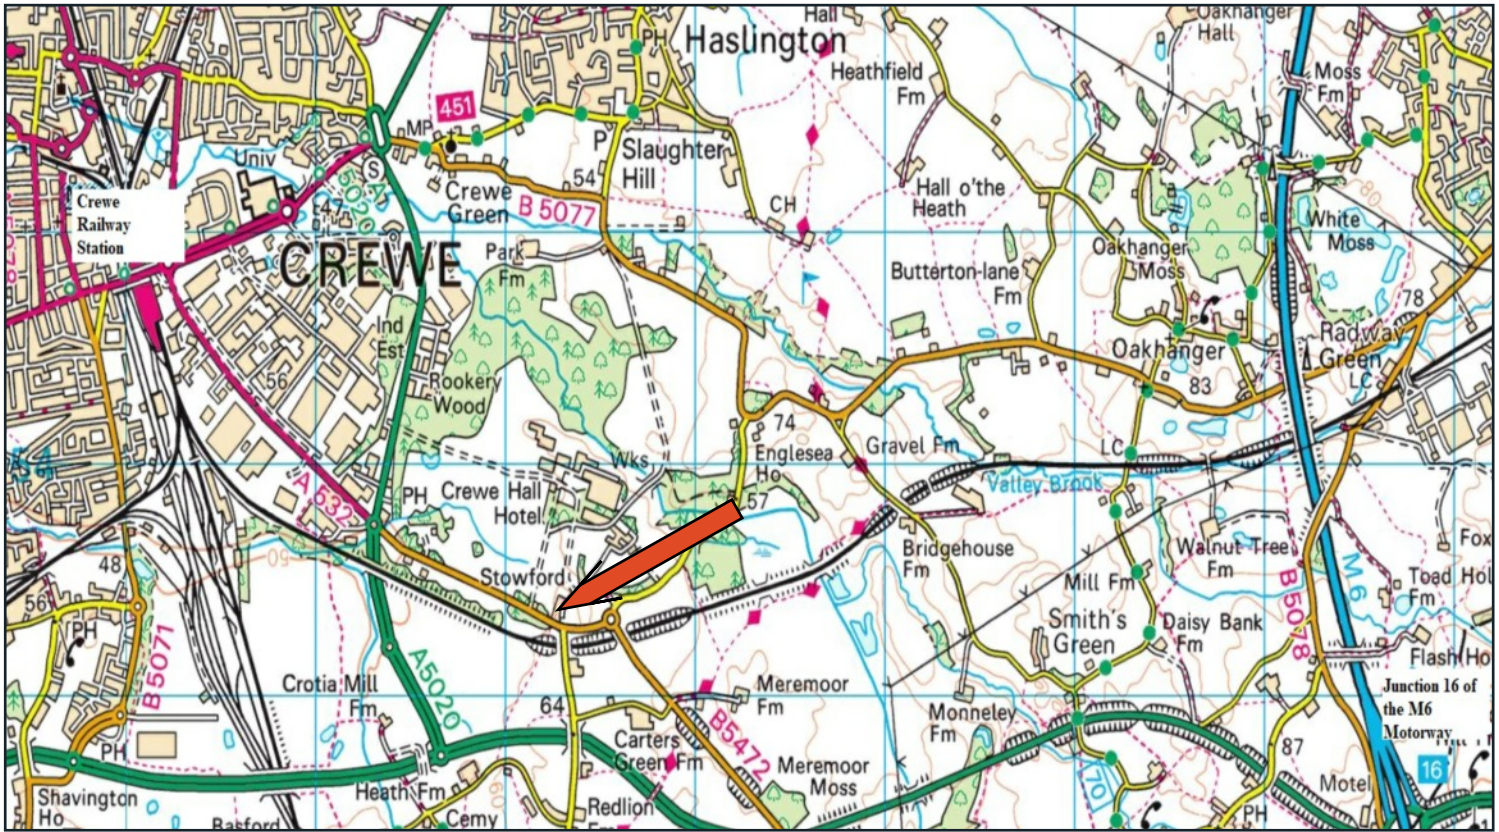 Hall
Oakhanger
Hall
PH
Haslington
Heathfield
Fm
Moss
Fm
451
MP
P
Slaughter
Hill
Univ
S
A5020
54
Crewe
Green
B 5077
Hall o'the
Heath
Crewe
Railway
Station
47
CH
White
Moss
CREWE
Park
Fm
Oakhanger
Moss
Butterton-lane
Fm
78
Ind
Est
Radway
Green
LC
Oakhanger
56
Rookery
Wood
83
74
Englesea
Ho
Gravel Fm
LC
Wks
Valley Brook
A 532
PH
Crewe Hall
Hotel
57
Bridgehouse
Fm
Walnut Tree
Fm
Fox
50
48
Stowford
Mill Fm
B 5078
M6
Toad Hol
Fm
56
PH
Smith's
Green
Daisy Bank
Fm
Flash Ho
B5071
Crotia Mill
Fm
A5020
64
Meremoor
Fm
Junction 16 of
the M6
Motorway
Monneley
Fm
B5472
PH
Carters
Green Fm
87
Meremoor
Moss
16
70
Motel
Shavington
Ho
Heath Fm
60
Redlion
Fm
PH
Basford
Cemy